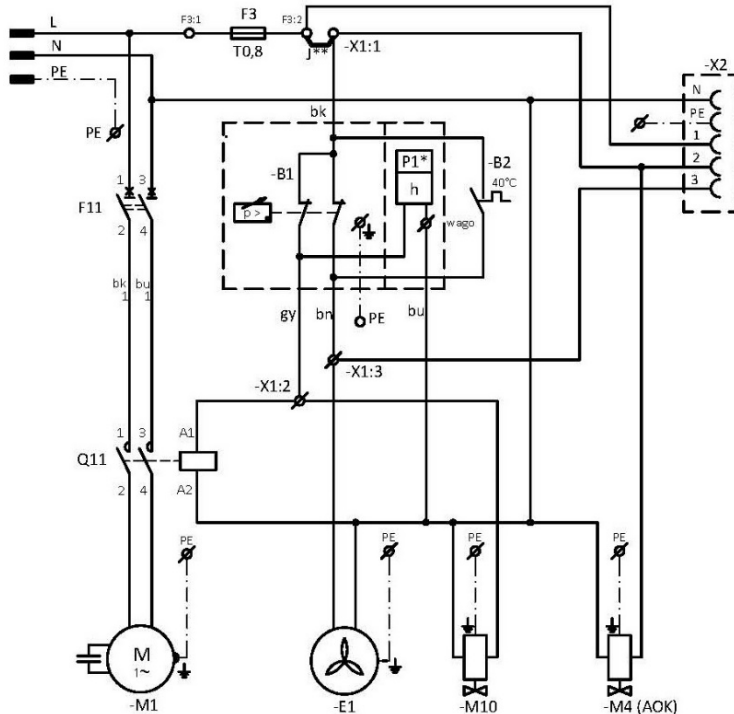 L F3:1 F3 F3:2
T0,8 J** -X1:1
N
PE
-X2
N
PE
1
2
3
PE
bk
-B1 P1* -B2
h 40°C
p > wago
1 3
F11
2 4
bk bu
1 1
gy bn PE bu
-X1:3
-X1:2
1 3 A1
Q11
2 4 A2
PE PE PE PE
M
1~
-M1 -E1 -M10 -M4 (AOK)